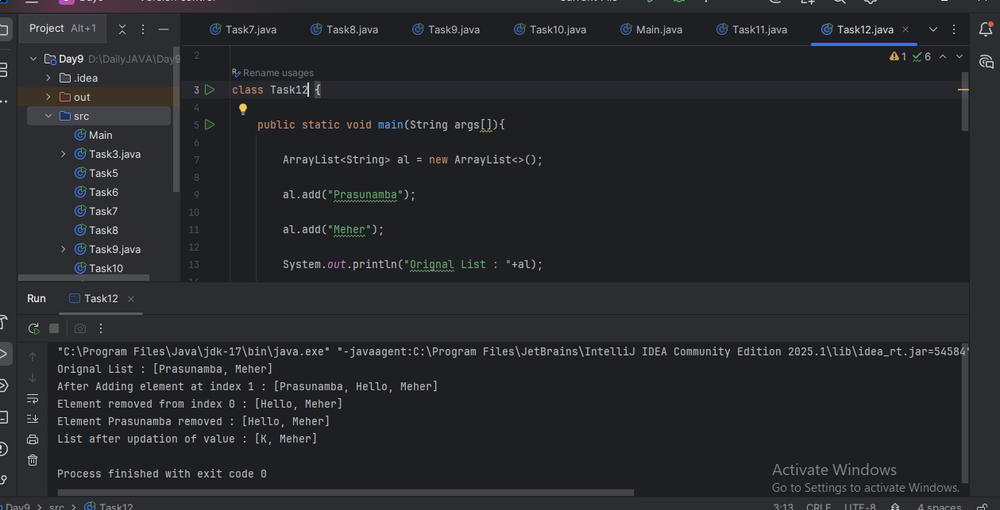 Day9 Version control Current File
Project Alt+1
Task7.java Task8.java Task9.java Task10.java Main.java Task11.java Task12.java
Day9 D:\DailyJAVA\Day9
.idea
out
src
Main
Task3.java
Task5
Task6
Task7
Task8
Task9.java
Task10
1 6
2
Rename usages
3 class Task12 {
4
5 public static void main(String args[]){
6
7 ArrayList<String> al = new ArrayList<>();
8
9 al.add("Prasunamba");
10
11 al.add("Meher");
12
13 System.out.println("Orignal List : "+al);
14
Run Task12
"C:\Program Files\Java\jdk-17\bin\java.exe" "-javaagent:C:\Program Files\JetBrains\IntelliJ IDEA Community Edition 2025.1\lib\idea_rt.jar=54584
Orignal List : [Prasunamba, Meher]
After Adding element at index 1 : [Prasunamba, Hello, Meher]
Element removed from index 0 : [Hello, Meher]
Element Prasunamba removed : [Hello, Meher]
List after updation of value : [K, Meher]
Process finished with exit code 0
Activate Windows
Go to Settings to activate Windows.
Day9 > src > Task12 3:13 CRLF UTF-8 4 spaces